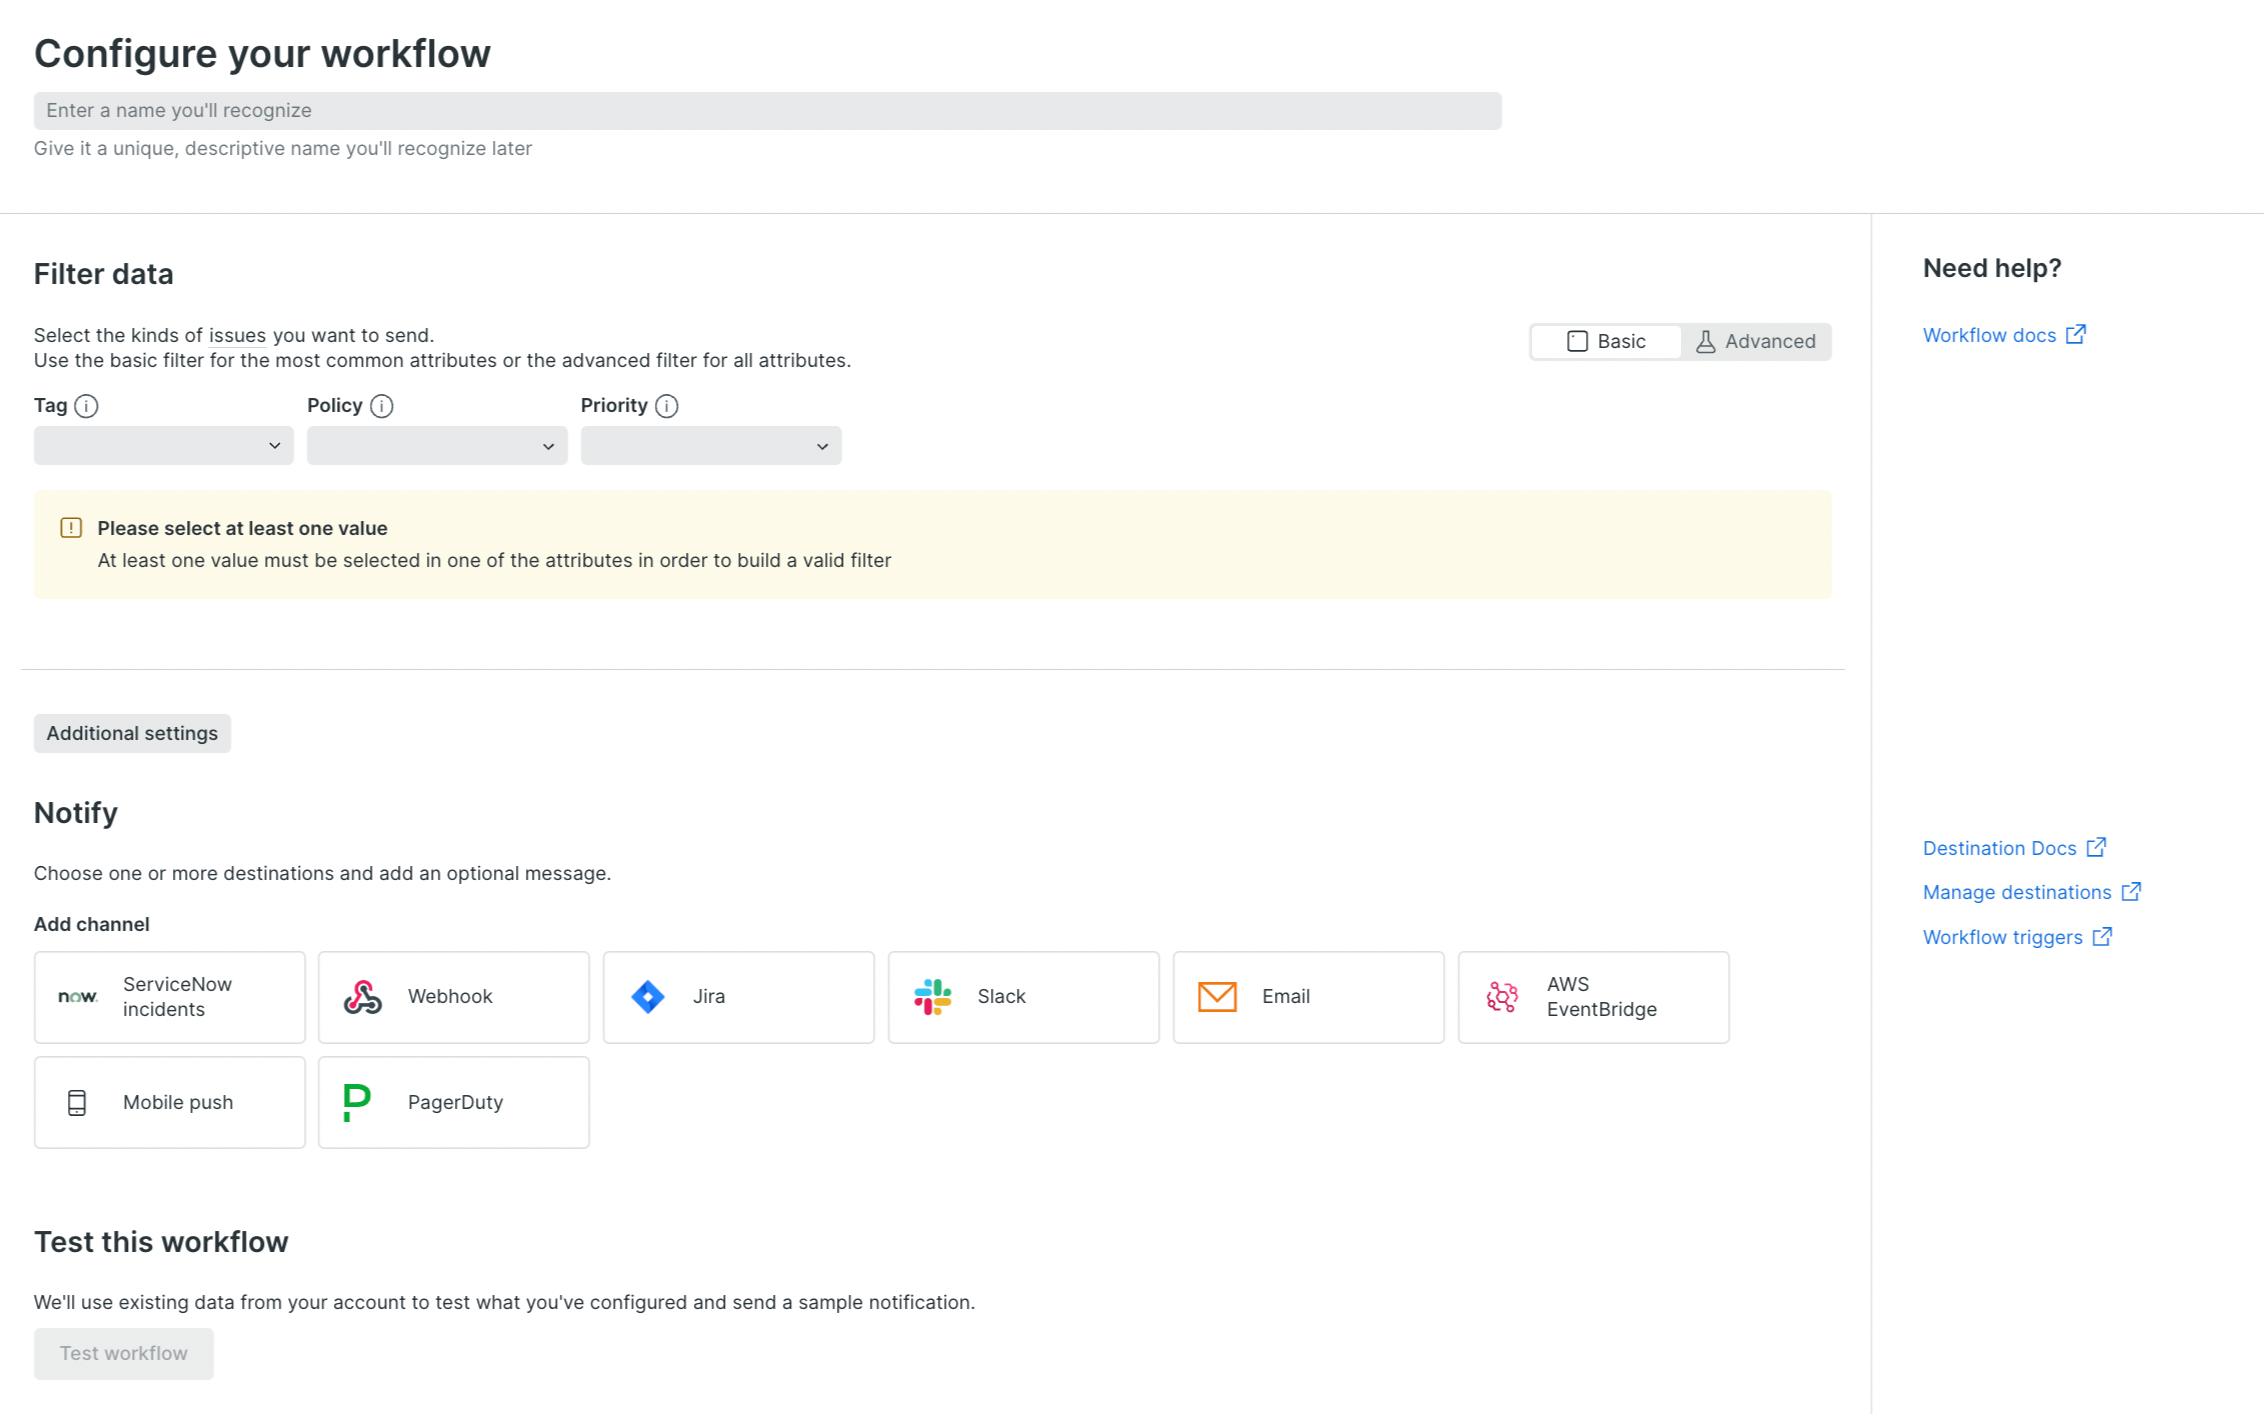 Configure your workflow
Enter a name you'll recognize
Give it a unique, descriptive name you'll recognize later
Filter data
Select the kinds of issues you want to send.
Use the basic filter for the most common attributes or the advanced filter for all attributes.
Basic
Advanced
Tag
Policy
Priority
Please select at least one value
At least one value must be selected in one of the attributes in order to build a valid filter
Additional settings
Notify
Choose one or more destinations and add an optional message.
Add channel
now.
ServiceNow
incidents
Webhook
Jira
Slack
Email
AWS
EventBridge
Mobile push
PagerDuty
Test this workflow
We'll use existing data from your account to test what you've configured and send a sample notification.
Test workflow
Need help?
Workflow docs
Destination Docs
Manage destinations
Workflow triggers